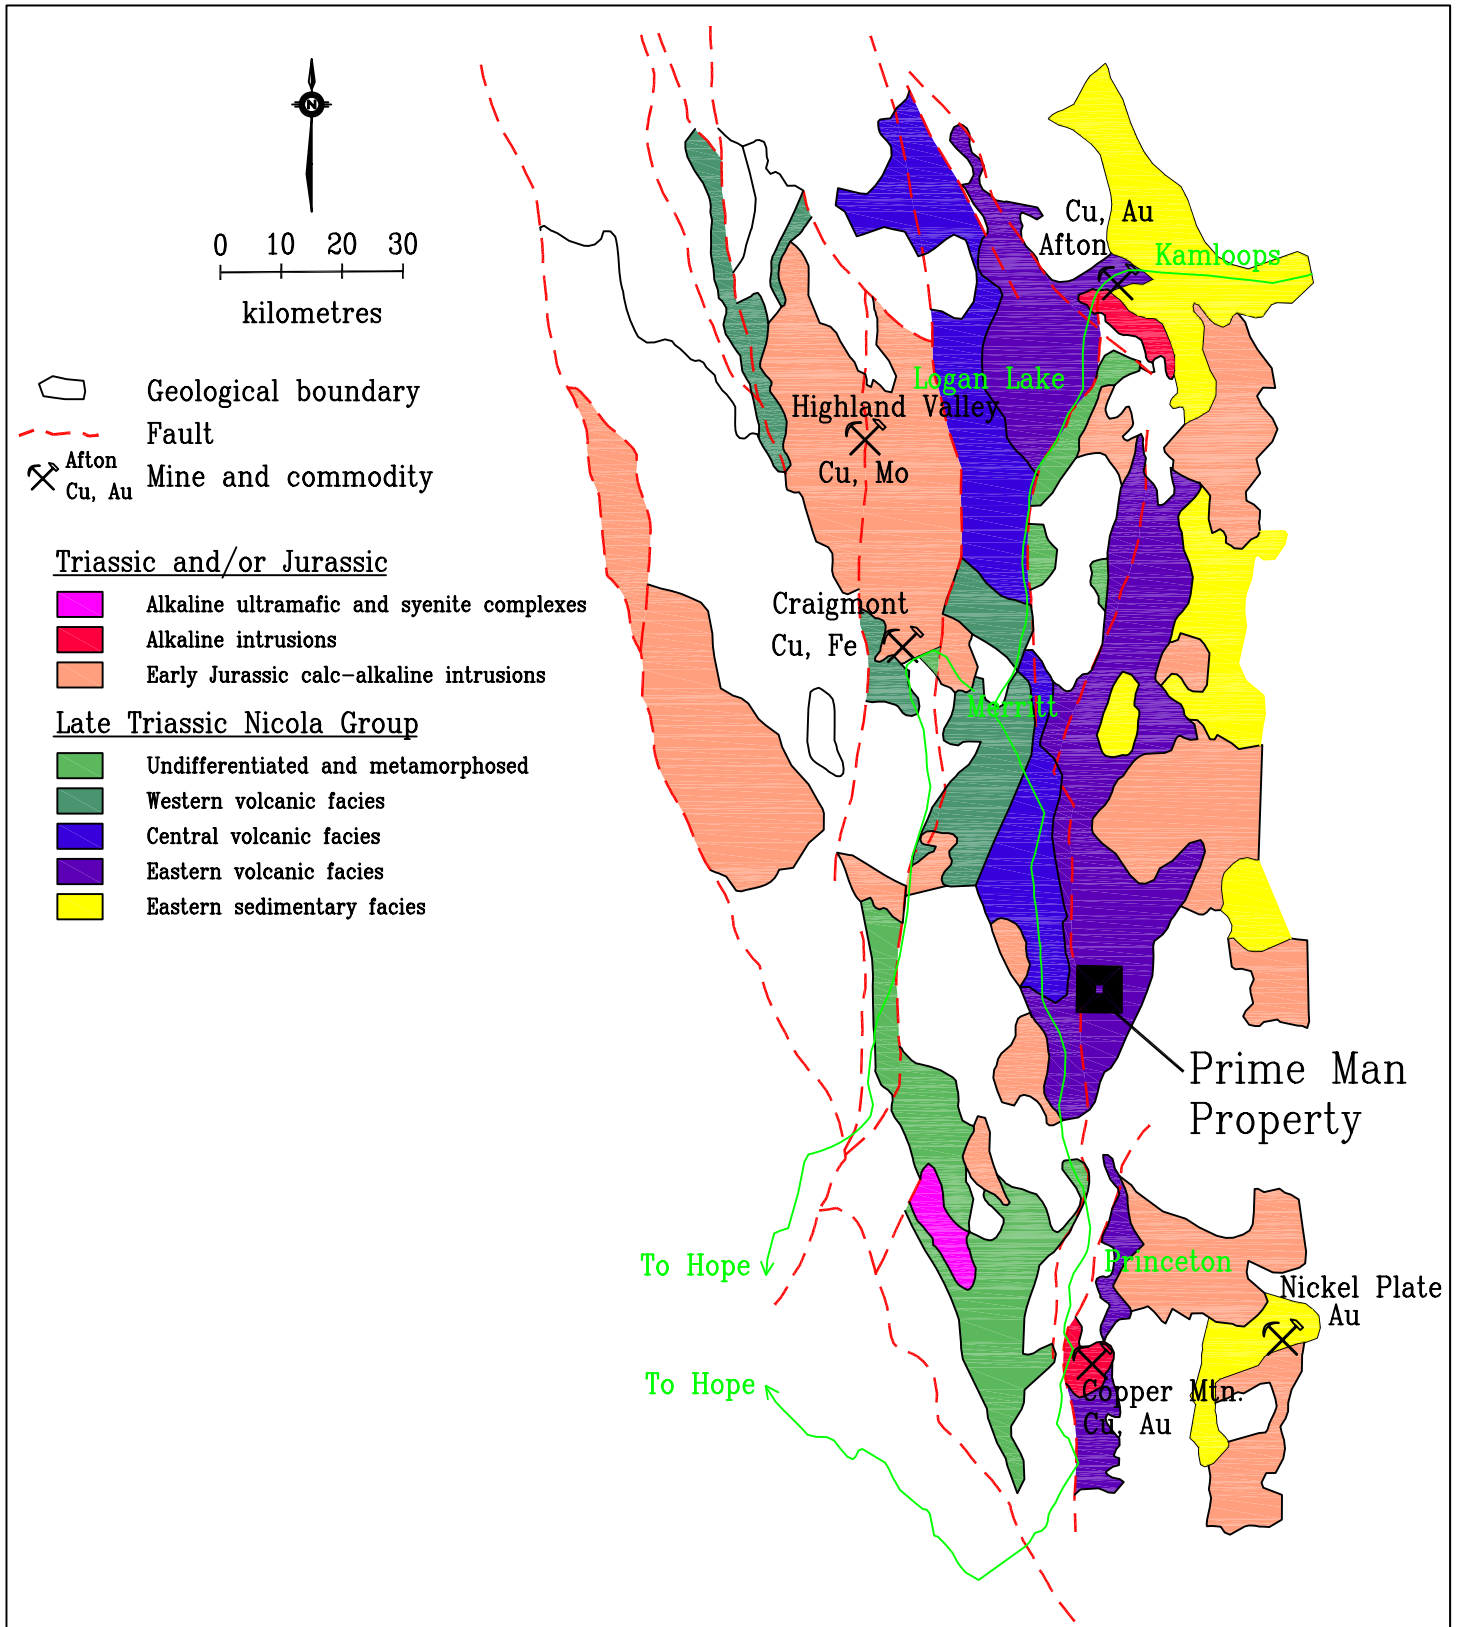 N
0 10 20 30
kilometres
Geological boundary
Fault
Afton
Cu, Au
Mine and commodity
Triassic and/or Jurassic
Alkaline ultramafic and syenite complexes
Alkaline intrusions
Early Jurassic calc-alkaline intrusions
Late Triassic Nicola Group
Undifferentiated and metamorphosed
Western volcanic facies
Central volcanic facies
Eastern volcanic facies
Eastern sedimentary facies
Cu, Au
Afton
Kamloops
Logan Lake
Highland Valley
Cu, Mo
Craigmont
Cu, Fe
Merritt
Prime Man
Property
To Hope
Princeton
Nickel Plate
Au
To Hope
Copper Mtn.
Cu, Au